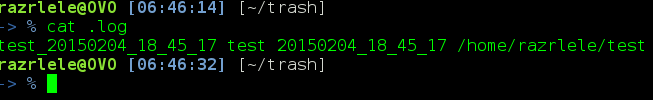 razrlele@OVO [06:46:14] [~/trash]
-> % cat .log
test_20150204_18_45_17 test 20150204_18_45_17 /home/razrlele/test
razrlele@OVO [06:46:32] [~/trash]
-> %